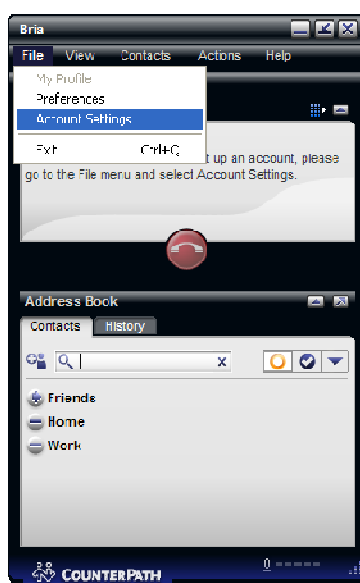 Bria
File View Contacts Actions Help
My Profile
Preferences
Account Settings
Exit Ctrl+Q
t up an account, please
go to the File menu and select Account Settings.
Address Book
Contacts History
Friends
Home
Work
0
COUNTERPATH